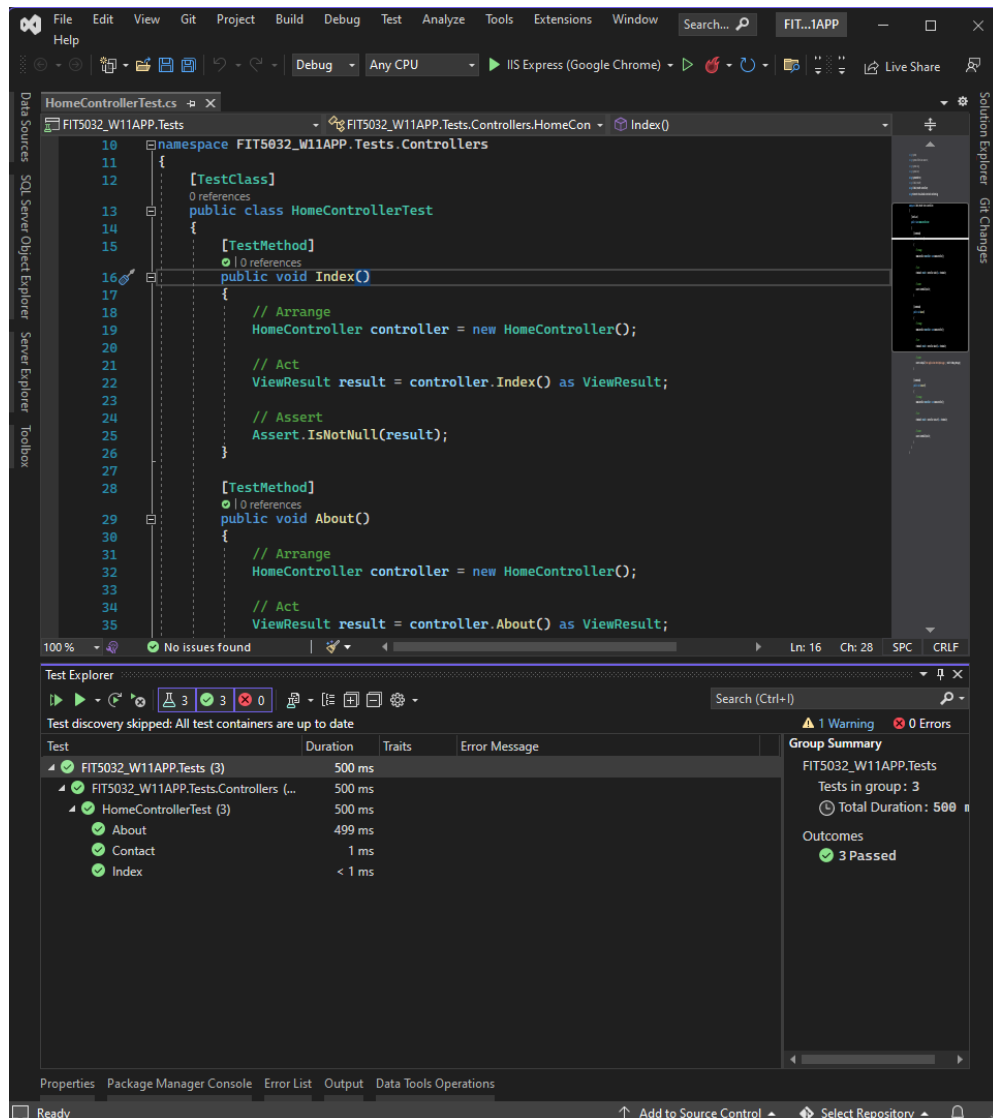 File Edit View Git Project Build Debug Test Analyze Tools Extensions Window Search... FIT...1APP
Help
Debug Any CPU IIS Express (Google Chrome) Live Share
Data Sources
SQL Server Object Explorer
Server Explorer
Toolbox
HomeControllerTest.cs
FIT5032_W11APP.Tests FIT5032_W11APP.Tests.Controllers.HomeCon Index()
10 namespace FIT5032_W11APP.Tests.Controllers
11 {
12 [TestClass]
0 references
13 public class HomeControllerTest
14 {
15 [TestMethod]
| 0 references
16 public void Index()
17 {
18 // Arrange
19 HomeController controller = new HomeController();
20
21 // Act
22 ViewResult result = controller.Index() as ViewResult;
23
24 // Assert
25 Assert.IsNotNull(result);
26 }
27
28 [TestMethod]
| 0 references
29 public void About()
30 {
31 // Arrange
32 HomeController controller = new HomeController();
33
34 // Act
35 ViewResult result = controller.About() as ViewResult;
100 % No issues found Ln: 16 Ch: 28 SPC CRLF
Solution Explorer
Git Changes
Test Explorer
3 3 0 Search (Ctrl+I)
Test discovery skipped: All test containers are up to date 1 Warning 0 Errors
Test Duration Traits Error Message
FIT5032_W11APP.Tests (3) 500 ms
FIT5032_W11APP.Tests.Controllers (... 500 ms
HomeControllerTest (3) 500 ms
About 499 ms
Contact 1 ms
Index < 1 ms
Group Summary
FIT5032_W11APP.Tests
Tests in group: 3
Total Duration: 500
Outcomes
3 Passed
Properties Package Manager Console Error List Output Data Tools Operations
Ready Add to Source Control Select Repository